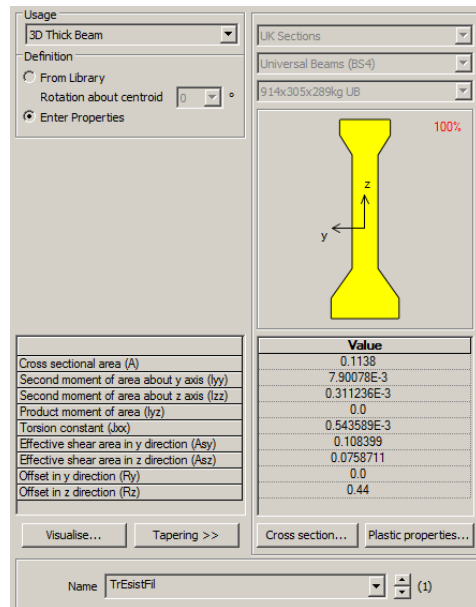 Usage
3D Thick Beam
Definition
From Library
Rotation about centroid 0 °
Enter Properties
UK Sections
Universal Beams (BS4)
914x305x289kg UB
100%
z
y
Value
Cross sectional area (A) 0.1138
Second moment of area about y axis (Iyy) 7.90078E-3
Second moment of area about z axis (Izz) 0.311236E-3
Product moment of area (Iyz) 0.0
Torsion constant (Jxx) 0.543589E-3
Effective shear area in y direction (Asy) 0.108399
Effective shear area in z direction (Asz) 0.0758711
Offset in y direction (Ry) 0.0
Offset in z direction (Rz) 0.44
Visualise... Tapering >> Cross section... Plastic properties...
Name TrEsistFil (1)